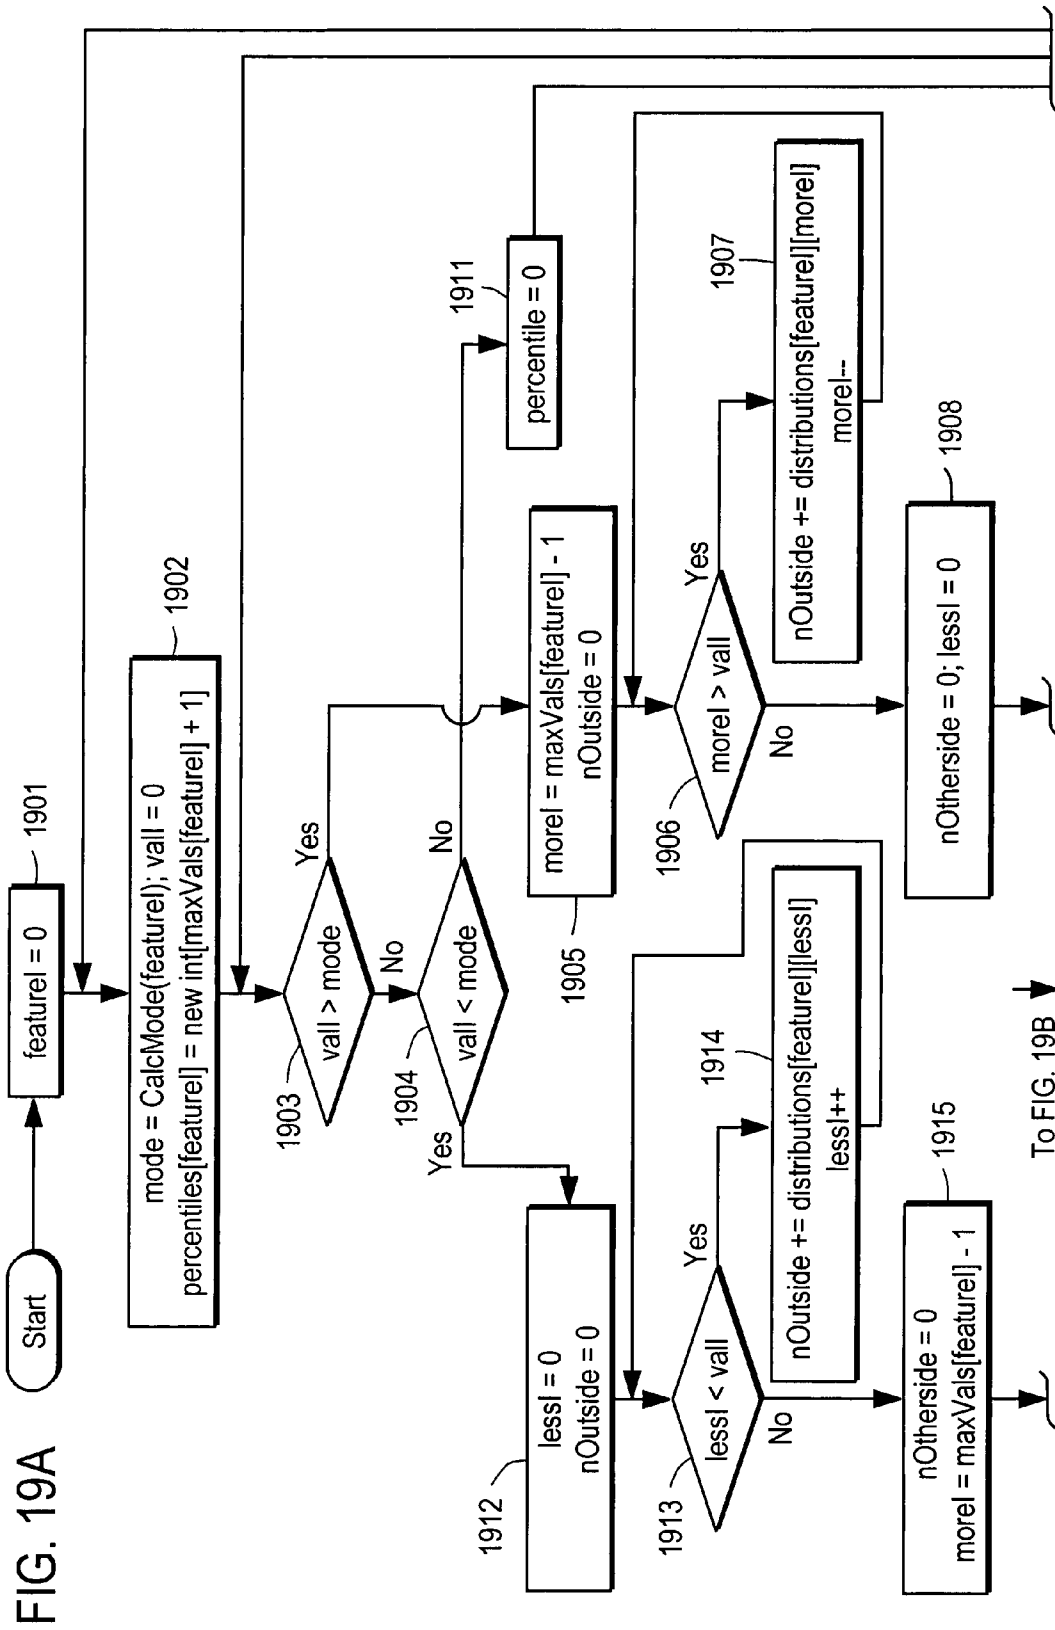 FIG. 19A
Start
featureI = 0
1901
mode = CalcMode(featureI); valI = 0
percentiles[featureI] = new int[maxVals[featureI] + 1]
1902
valI > mode
1903
Yes
No
valI < mode
1904
Yes
No
percentile = 0
1911
lessI = 0
nOutside = 0
1912
moreI = maxVals[featureI] - 1
nOutside = 0
1905
lessI < valI
1913
Yes
No
nOutside += distributions[featureI][lessI]
lessI++
1914
moreI > valI
1906
Yes
No
nOutside += distributions[featureI][moreI]
moreI--
1907
nOtherside = 0
moreI = maxVals[featureI] - 1
1915
nOtherside = 0; lessI = 0
1908
To FIG. 19B